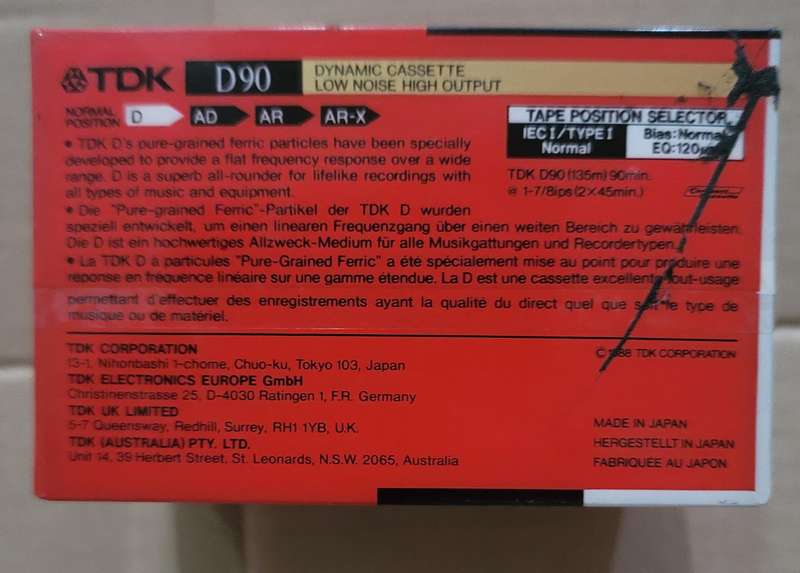 TDK D90 DYNAMIC CASSETTE
LOW NOISE HIGH OUTPUT
NORMAL POSITION D AD AR AR-X
TAPE POSITION SELECTOR
IEC I/TYPE I Normal
Bias: Normal
EQ: 120µs
TDK D90 (135m) 90min.
@ 1-7/8ips (2×45min.)
• TDK D's pure-grained ferric particles have been specially
developed to provide a flat frequency response over a wide
range. D is a superb all-rounder for lifelike recordings with
all types of music and equipment.
• Die "Pure-grained Ferric"-Partikel der TDK D wurden
speziell entwickelt, um einen linearen Frequenzgang über einen weiten Bereich zu gewährleisten.
Die D ist ein hochwertiges Allzweck-Medium für alle Musikgattungen und Recordertypen.
• La TDK D à particules "Pure-Grained Ferric" a été spécialement mise au point pour produire une
réponse en fréquence linéaire sur une gamme étendue. La D est une cassette excellente tout-usage
permettant d'effectuer des enregistrements ayant la qualité du direct quel que soit le type de
musique ou de matériel.
TDK CORPORATION
13-1, Nihonbashi 1-chome, Chuo-ku, Tokyo 103, Japan
TDK ELECTRONICS EUROPE GmbH
Christinenstrasse 25, D-4030 Ratingen 1, F.R. Germany
TDK UK LIMITED
5-7 Queensway, Redhill, Surrey, RH1 1YB, U.K.
TDK (AUSTRALIA) PTY. LTD.
Unit 14, 39 Herbert Street, St. Leonards, N.S.W. 2065, Australia
© 1988 TDK CORPORATION
MADE IN JAPAN
HERGESTELLT IN JAPAN
FABRIQUÉE AU JAPON